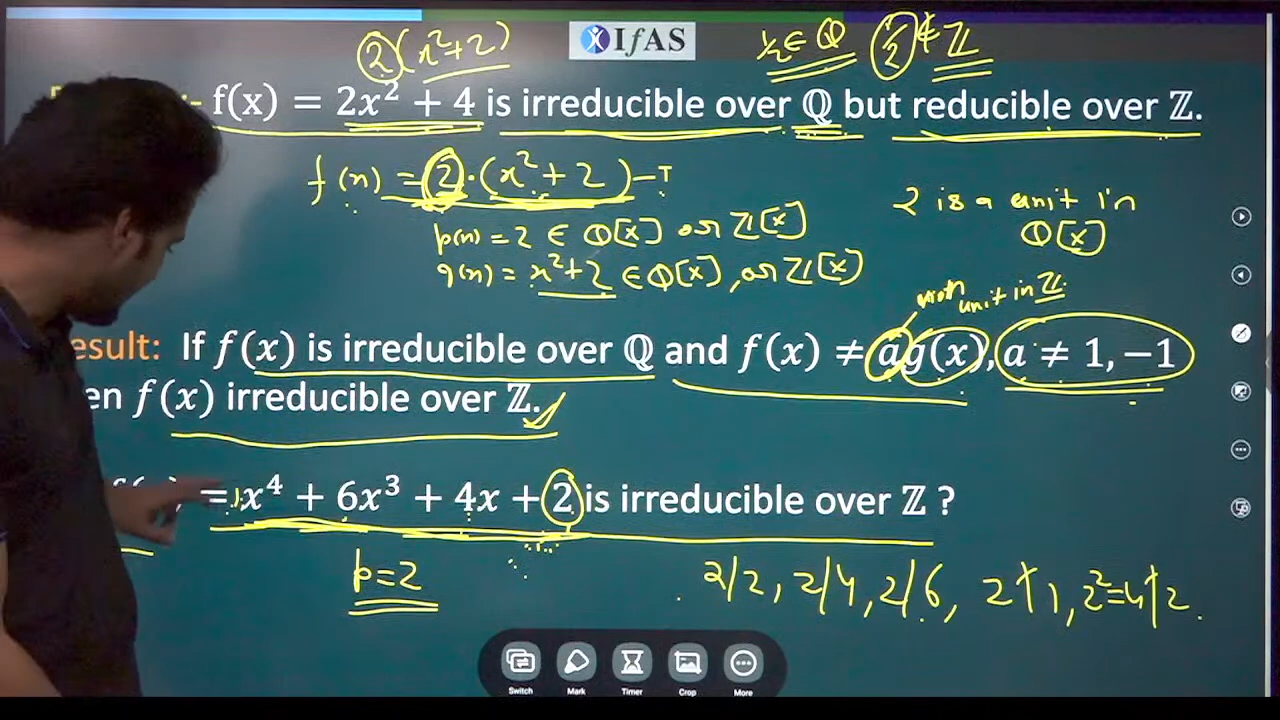 2(x²+2) IfAS ½ ∈ ℚ ½ ∉ ℤ
:- f(x) = 2x² + 4 is irreducible over ℚ but reducible over ℤ.
f(x) = 2·(x²+2) –I
2 is a unit in
ℚ[x]
p(x) = 2 ∈ ℚ[x] or ℤ[x]
q(x) = x²+2 ∈ ℚ[x], or ℤ[x]
unit in ℤ
esult: If f(x) is irreducible over ℚ and f(x) ≠ ag(x), a ≠ 1, −1
en f(x) irreducible over ℤ.
= 1·x⁴ + 6x³ + 4x + 2 is irreducible over ℤ ?
p=2
2|2, 2|4, 2|6, 2∤1, 2²=4∤2
Switch Mark Timer Crop More